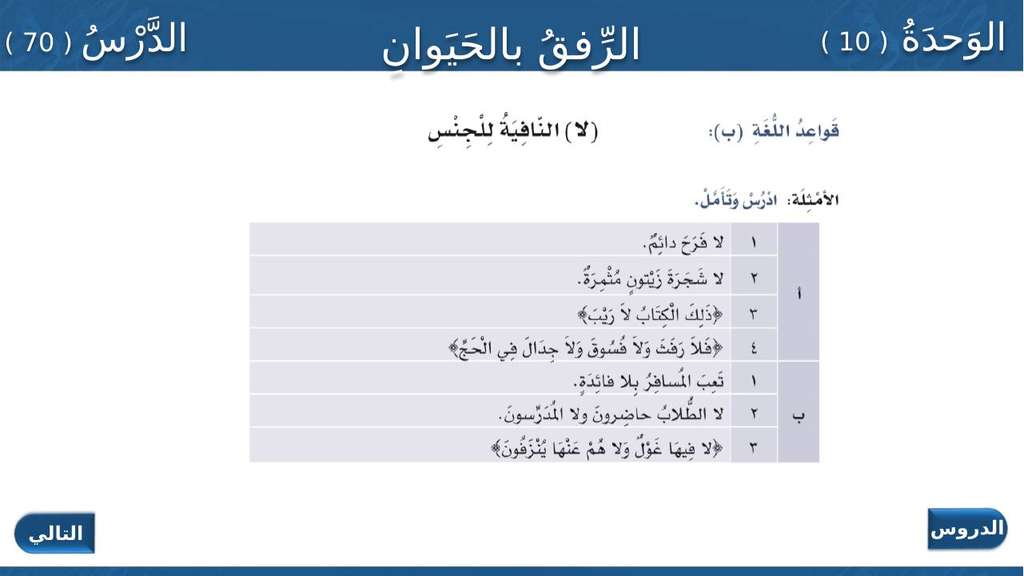 الوَحدَةُ ( 10 )
الرِّفقُ بالحَيَوانِ
الدَّرْسُ ( 70 )
قَواعِدُ اللُّغَةِ (ب): (لا) النّافِيَةُ لِلْجِنْسِ
الأمْثِلَة: ادْرُسْ وَتَأَمَّلْ.
أ
١ لا فَرَحَ دائِمٌ.
٢ لا شَجَرَةَ زَيْتونٍ مُثْمِرَةٌ.
٣ ﴿ذَلِكَ الْكِتَابُ لاَ رَيْبَ﴾
٤ ﴿فَلاَ رَفَثَ وَلاَ فُسُوقَ وَلاَ جِدَالَ فِي الْحَجِّ﴾
ب
١ تَعِبَ المُسافِرُ بِلا فائِدَةٍ.
٢ لا الطُّلابُ حاضِرونَ ولا المُدَرِّسونَ.
٣ ﴿لا فِيهَا غَوْلٌ وَلا هُمْ عَنْهَا يُنْزَفُونَ﴾
الدروس
التالي